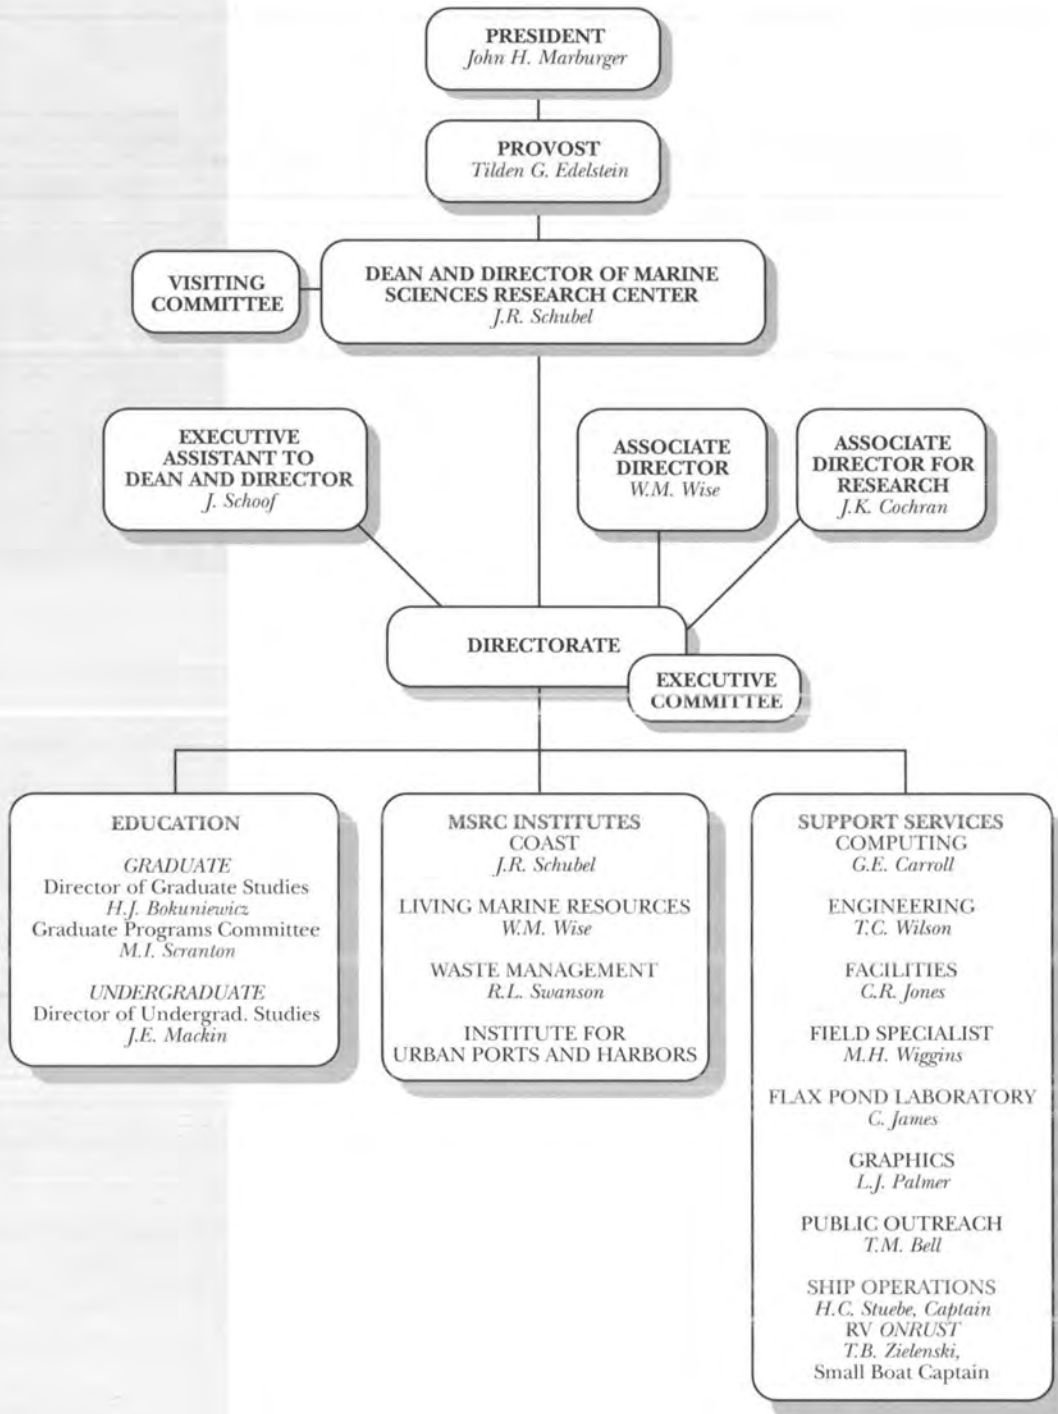 PRESIDENT
John H. Marburger
PROVOST
Tilden G. Edelstein
VISITING
COMMITTEE
DEAN AND DIRECTOR OF MARINE
SCIENCES RESEARCH CENTER
J.R. Schubel
EXECUTIVE
ASSISTANT TO
DEAN AND DIRECTOR
J. Schoof
ASSOCIATE
DIRECTOR
W.M. Wise
ASSOCIATE
DIRECTOR FOR
RESEARCH
J.K. Cochran
DIRECTORATE
EXECUTIVE
COMMITTEE
EDUCATION
GRADUATE
Director of Graduate Studies
H.J. Bokuniewicz
Graduate Programs Committee
M.I. Scranton
UNDERGRADUATE
Director of Undergrad. Studies
J.E. Mackin
MSRC INSTITUTES
COAST
J.R. Schubel
LIVING MARINE RESOURCES
W.M. Wise
WASTE MANAGEMENT
R.L. Swanson
INSTITUTE FOR
URBAN PORTS AND HARBORS
SUPPORT SERVICES
COMPUTING
G.E. Carroll
ENGINEERING
T.C. Wilson
FACILITIES
C.R. Jones
FIELD SPECIALIST
M.H. Wiggins
FLAX POND LABORATORY
C. James
GRAPHICS
L.J. Palmer
PUBLIC OUTREACH
T.M. Bell
SHIP OPERATIONS
H.C. Stuebe, Captain
RV ONRUST
T.B. Zielenski,
Small Boat Captain